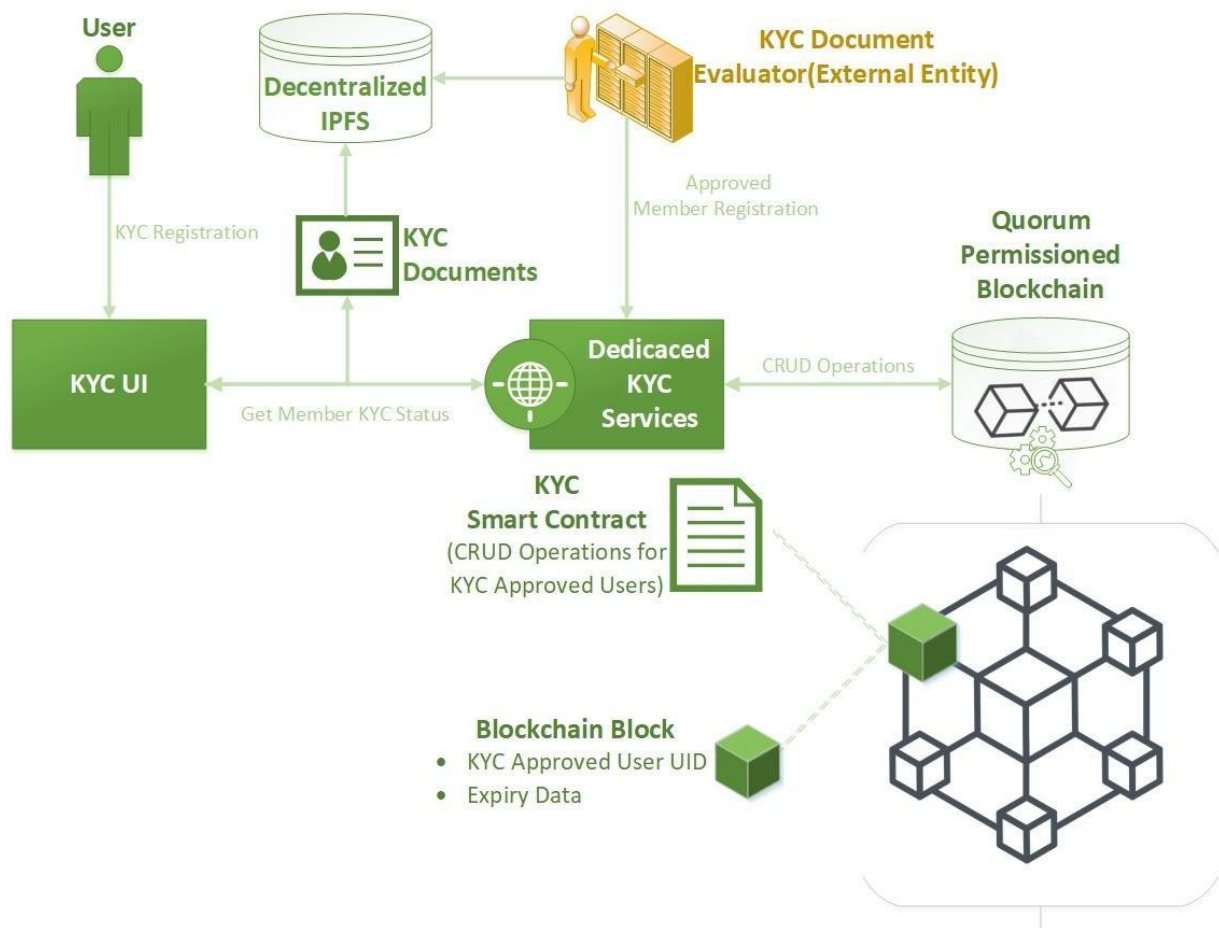 User
Decentralized
IPFS
KYC Document
Evaluator(External Entity)
Approved
Member Registration
KYC Registration
KYC
Documents
Quorum
Permissioned
Blockchain
KYC UI
Get Member KYC Status
Dedicaced
KYC
Services
CRUD Operations
KYC
Smart Contract
(CRUD Operations for
KYC Approved Users)
Blockchain Block
• KYC Approved User UID
• Expiry Data